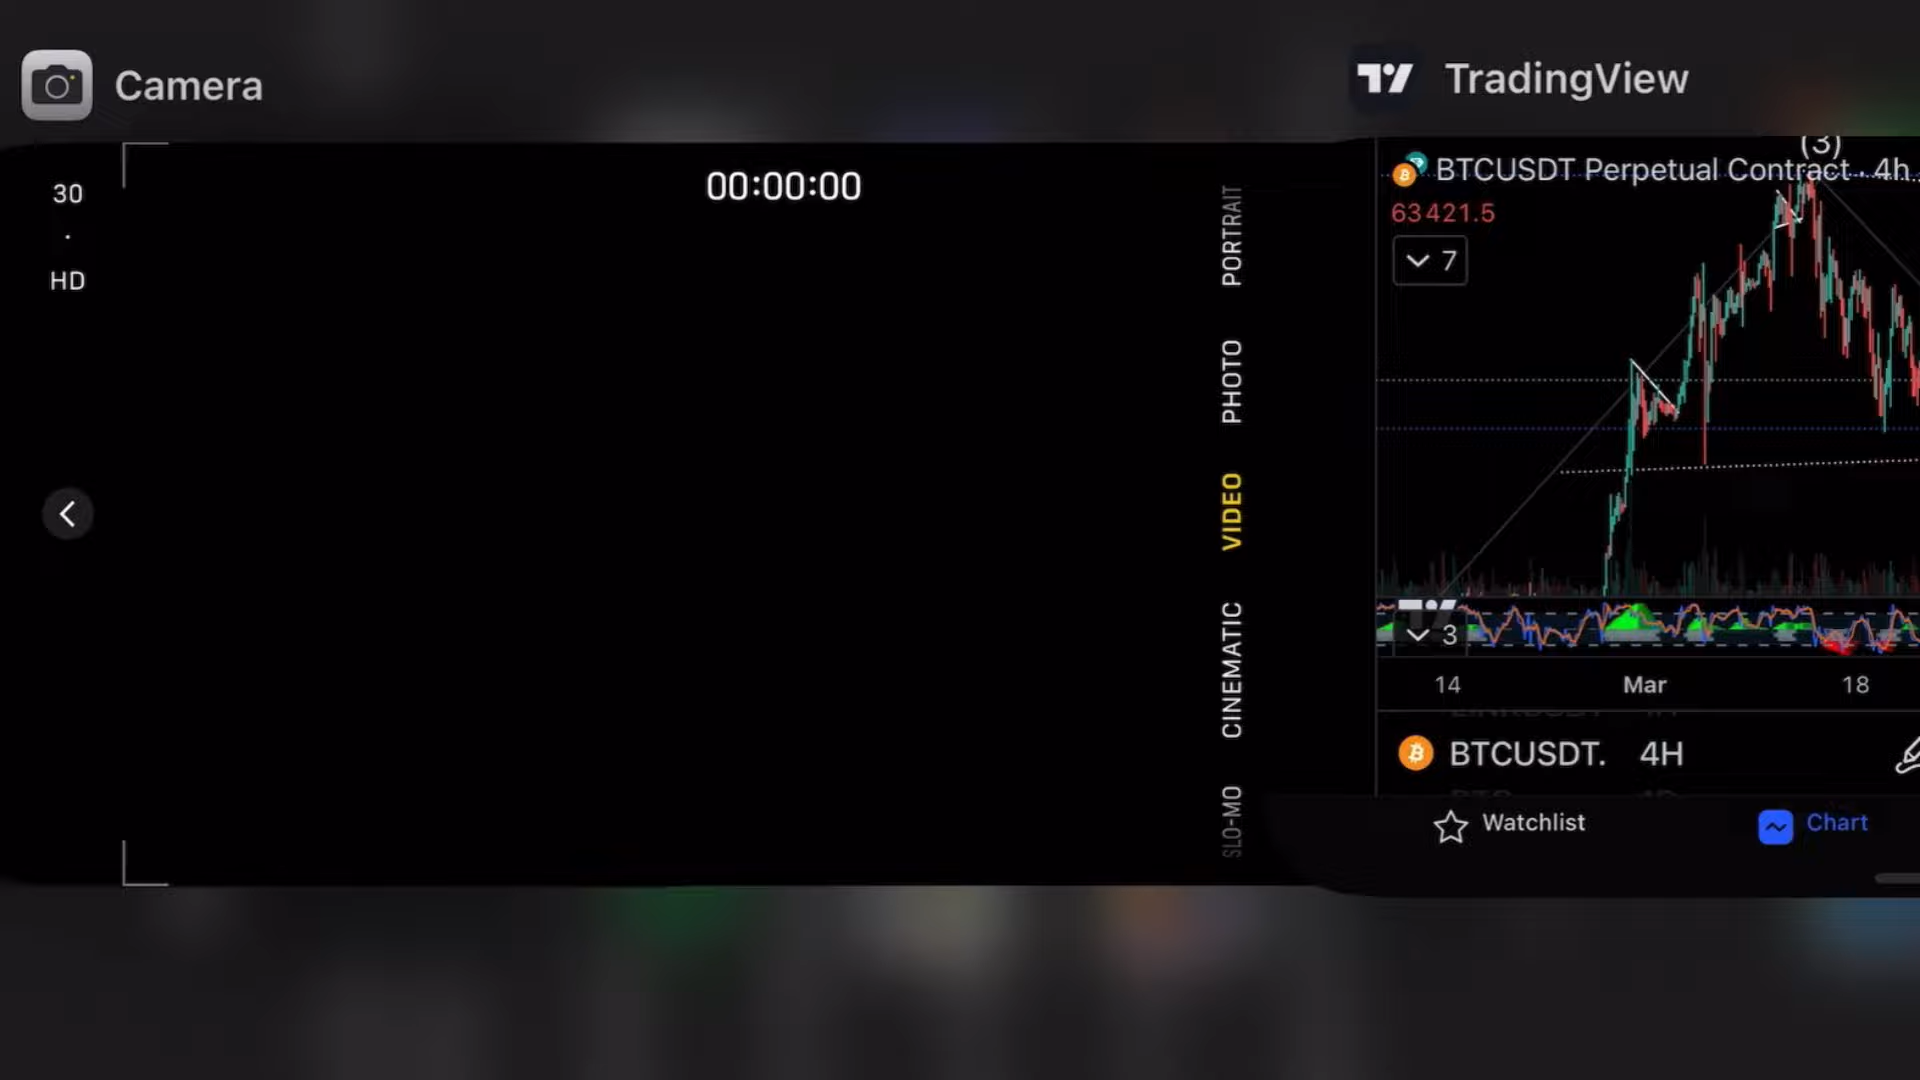 Camera
30
·
HD
00:00:00
PORTRAIT
PHOTO
VIDEO
CINEMATIC
SLO-MO
TradingView
(3)
BTCUSDT Perpetual Contract · 4h...
63421.5
7
3
14 Mar 18
BTCUSDT. 4H
Watchlist
Chart